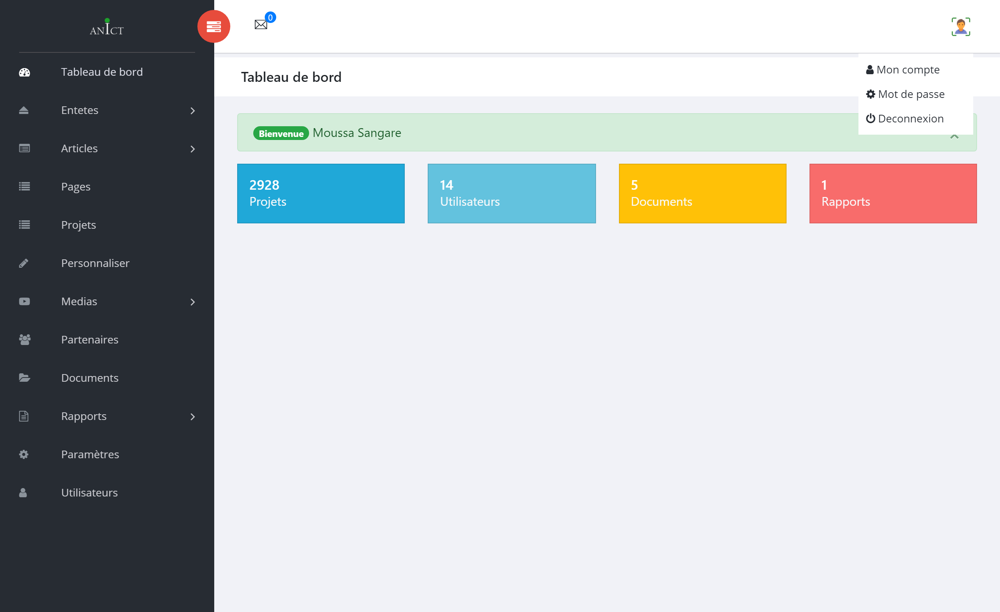 ANICT
0
Tableau de bord
Entetes
Articles
Pages
Projets
Personnaliser
Medias
Partenaires
Documents
Rapports
Paramètres
Utilisateurs
Tableau de bord
Mon compte
Mot de passe
Deconnexion
Bienvenue Moussa Sangare
2928
Projets
14
Utilisateurs
5
Documents
1
Rapports